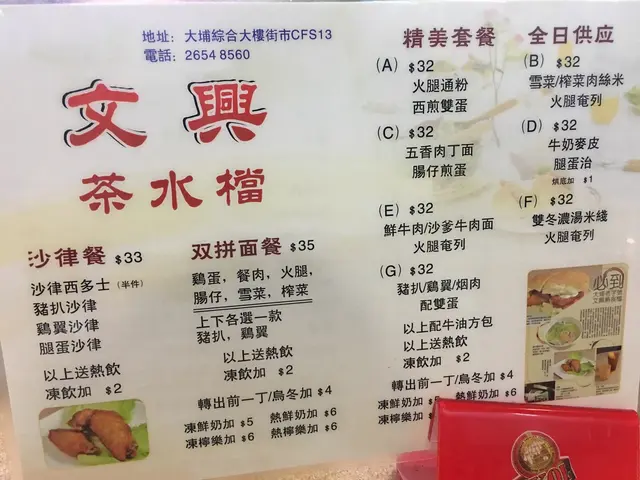 地址：大埔綜合大樓街市CFS13
電話：2654 8560
文興
茶水檔
沙律餐 $33
沙律西多士（半件）
豬扒沙律
鷄翼沙律
腿蛋沙律
以上送熱飲
凍飲加 $2
双拼面餐 $35
鷄蛋，餐肉，火腿，
腸仔，雪菜，榨菜
上下各選一款
豬扒，鷄翼
以上送熱飲
凍飲加 $2
轉出前一丁/烏冬加 $4
凍鮮奶加 $5 熱鮮奶加 $6
凍檸樂加 $6 熱檸樂加 $6
精美套餐 全日供应
(A) $32
火腿通粉
西煎雙蛋
(B) $32
雪菜/榨菜肉絲米
火腿奄列
(C) $32
五香肉丁面
腸仔煎蛋
(D) $32
牛奶麥皮
腿蛋治
烘底加 $1
(E) $32
鮮牛肉/沙爹牛肉面
火腿奄列
(F) $32
雙冬濃湯米綫
火腿奄列
(G) $32
豬扒/鷄翼/烟肉
配雙蛋
以上配牛油方包
以上送熱飲
凍飲加 $2
轉出前一丁/烏冬加 $4
凍鮮奶加 熱鮮奶加 $6
凍檸樂加 熱檸樂加 $6
必到